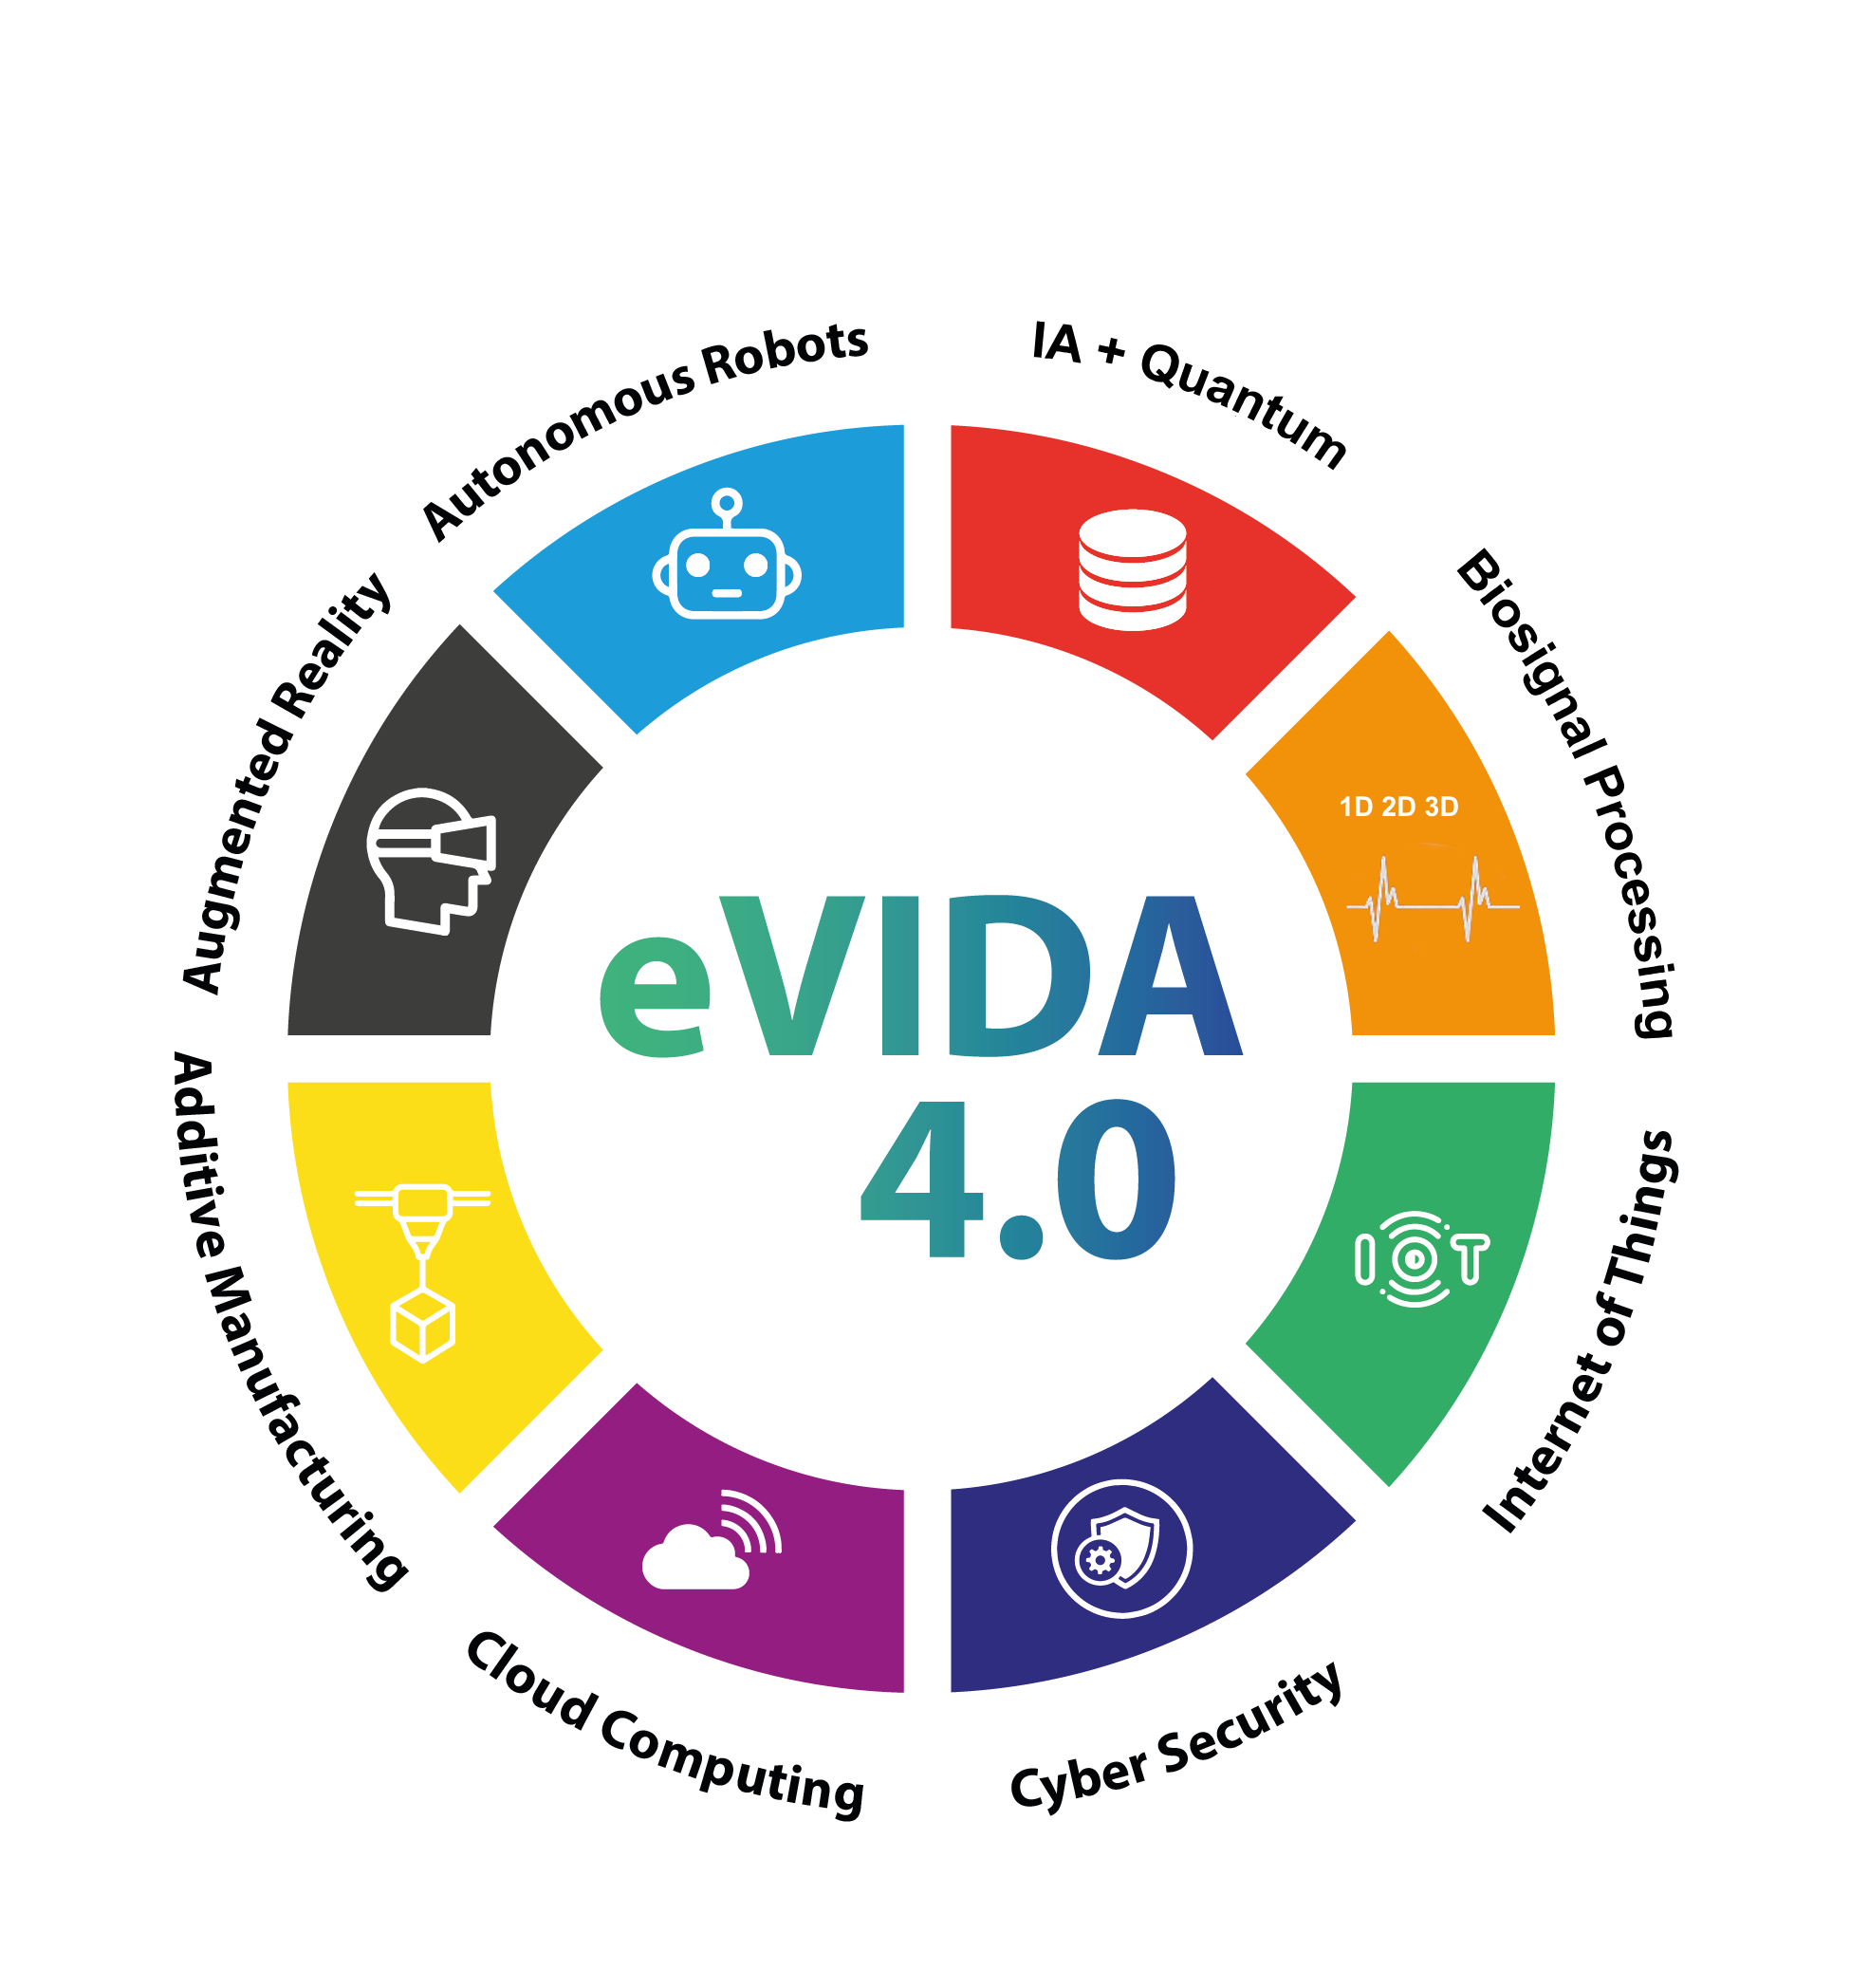 Autonomous Robots
IA + Quantum
Biosignal Processing
1D 2D 3D
Internet of Things
IOT
Cyber Security
Cloud Computing
Additive Manufacturing
Augmented Reality
eVIDA
4.0